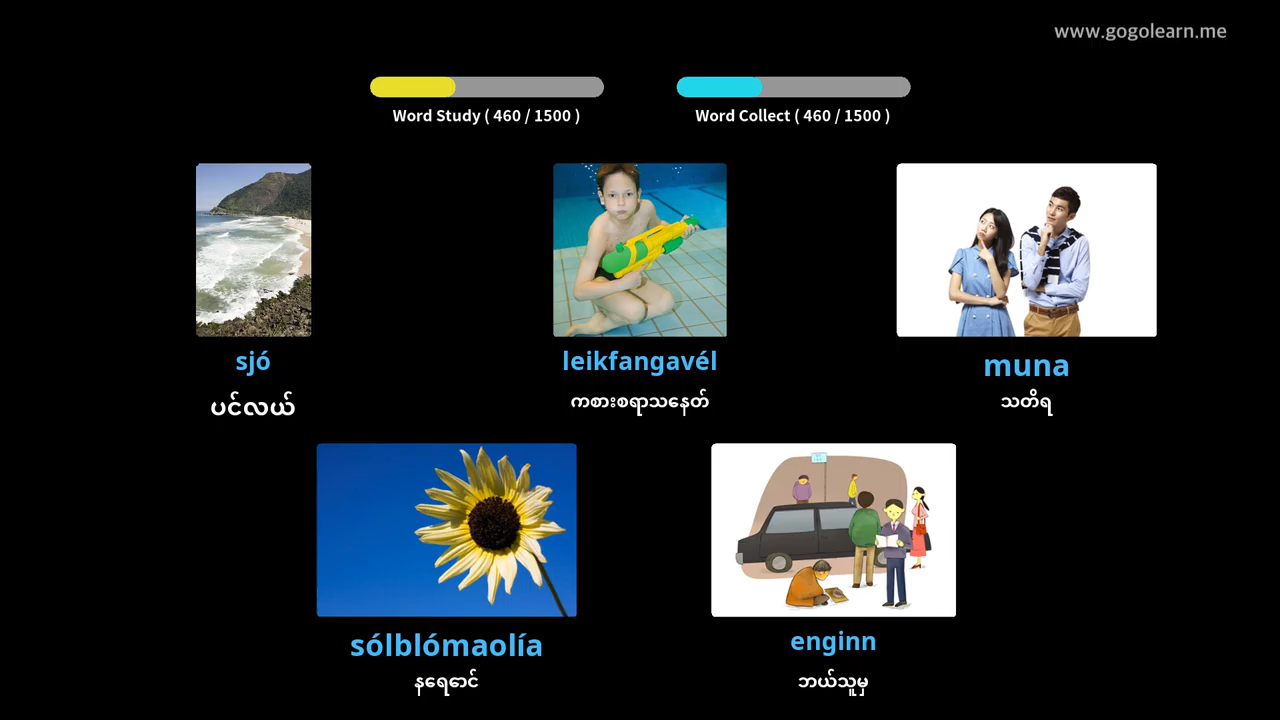 www.gogolearn.me
Word Study ( 460 / 1500 )
Word Collect ( 460 / 1500 )
sjó
ပင်လယ်
leikfangavél
ကစားစရာသနေတ်
muna
သတိရ
sólblómaolía
နရေဓောင်
enginn
ဘယ်သူမှ